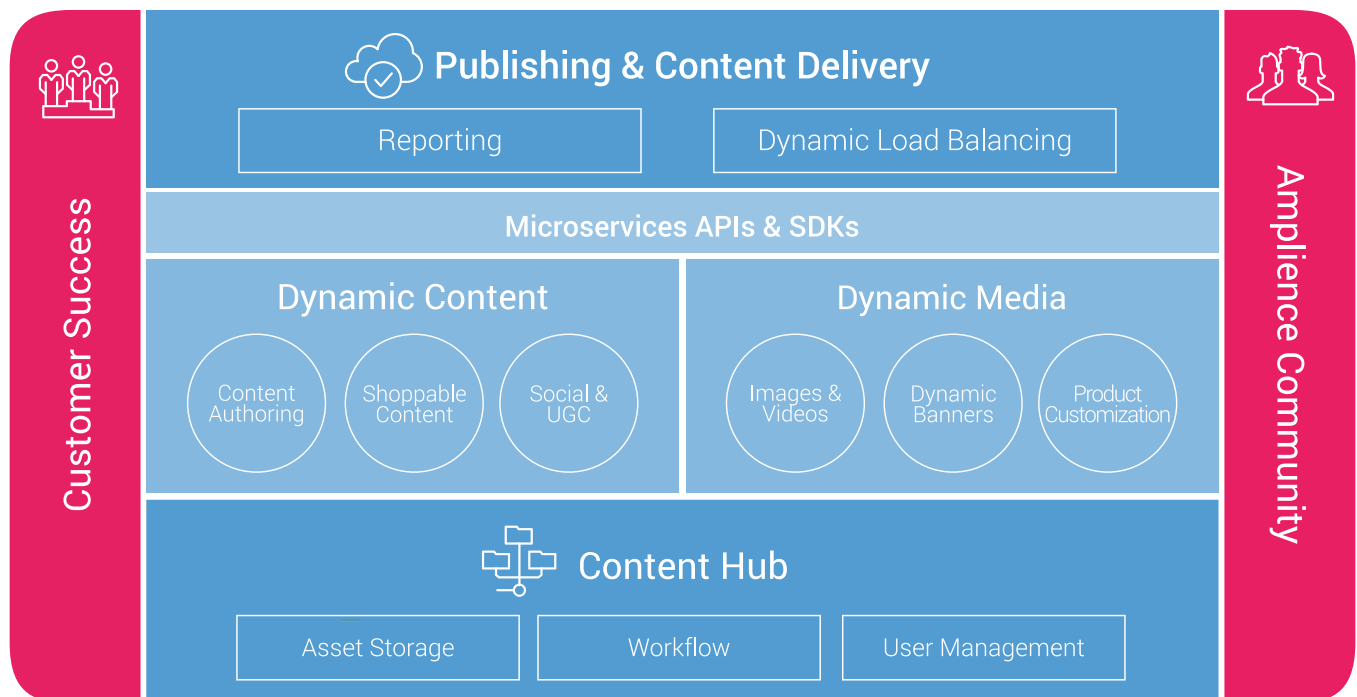 Customer Success
Publishing & Content Delivery
Reporting
Dynamic Load Balancing
Microservices APIs & SDKs
Dynamic Content
Content
Authoring
Shoppable
Content
Social &
UGC
Dynamic Media
Images &
Videos
Dynamic
Banners
Product
Customization
Content Hub
Asset Storage
Workflow
User Management
Amplience Community